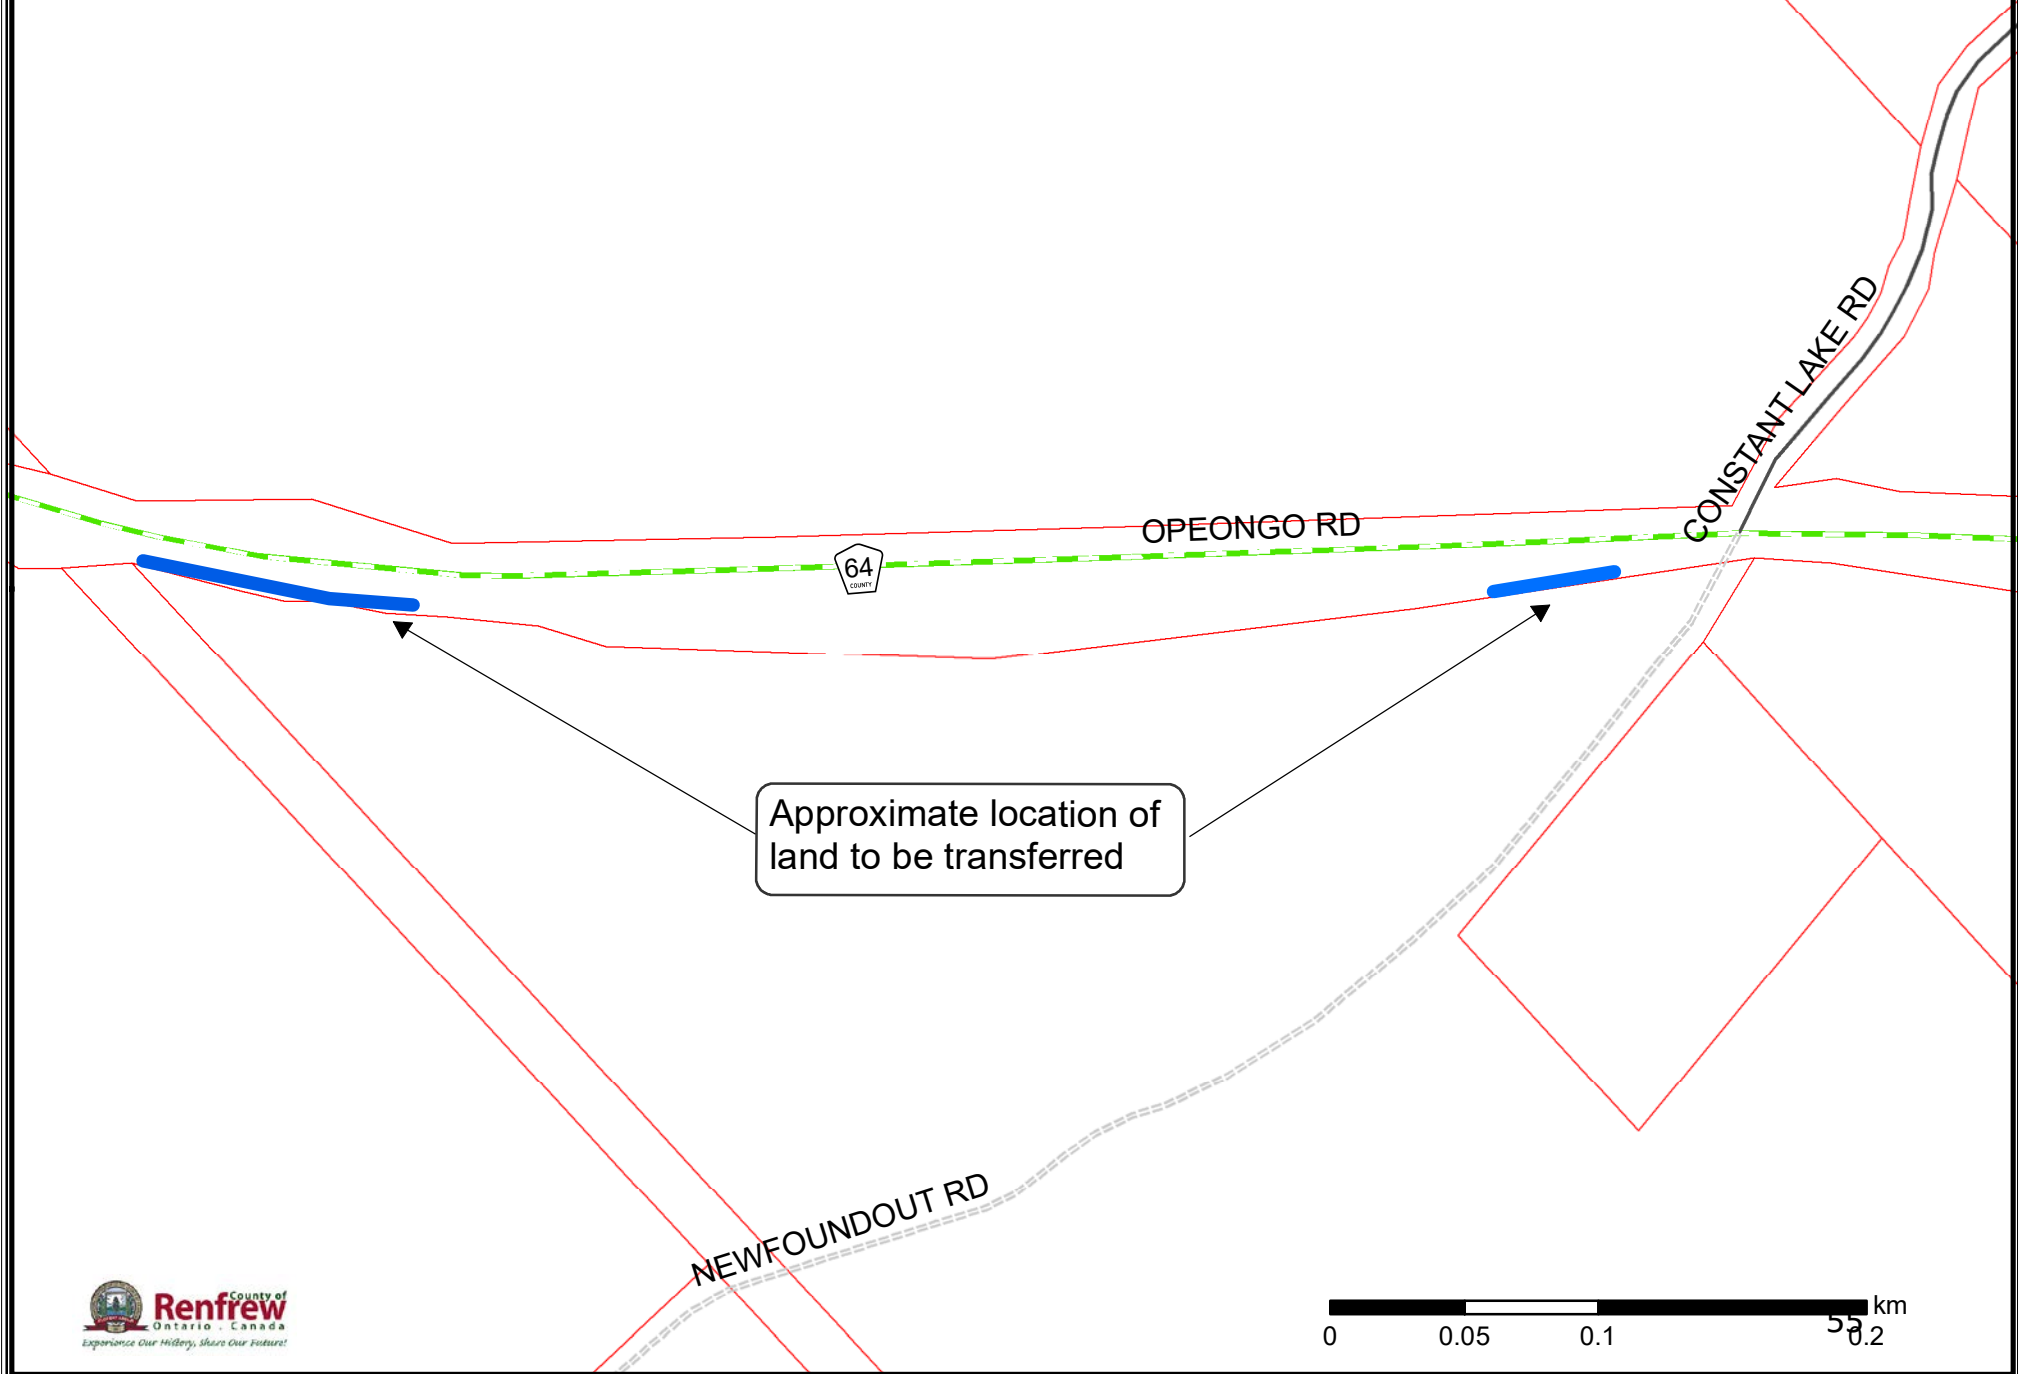 CONSTANT LAKE RD
OPEONGO RD
64
COUNTY
Approximate location of
land to be transferred
NEWFOUNDOUT RD
County of
Renfrew
Ontario . Canada
Experience Our History, Share Our Future!
km
55
0 0.05 0.1 0.2